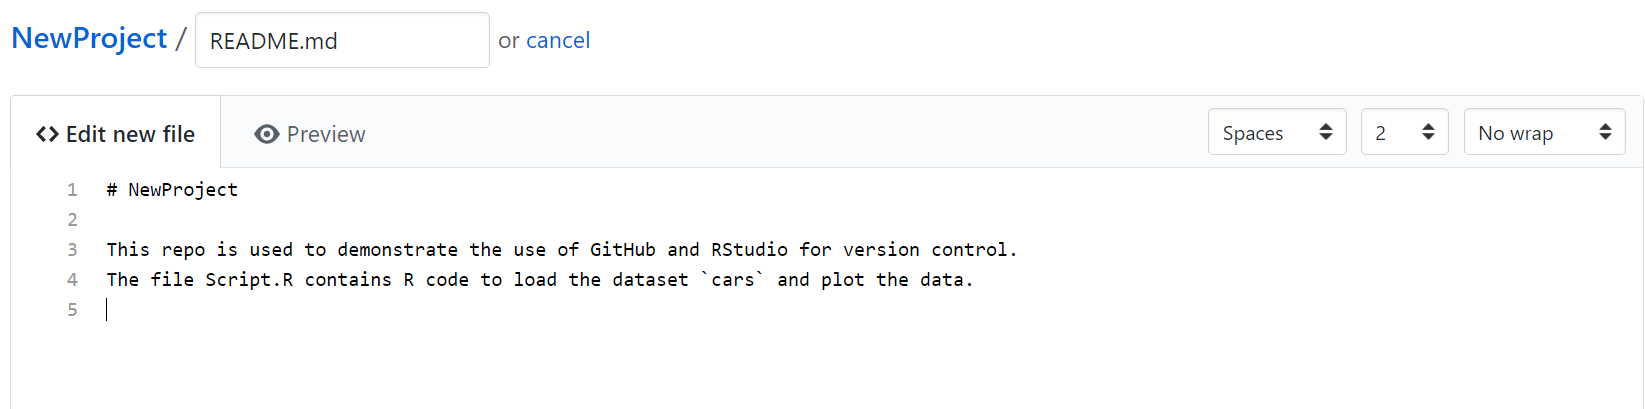 NewProject / README.md or cancel
<> Edit new file Preview Spaces 2 No wrap
1 # NewProject
2
3 This repo is used to demonstrate the use of GitHub and RStudio for version control.
4 The file Script.R contains R code to load the dataset `cars` and plot the data.
5